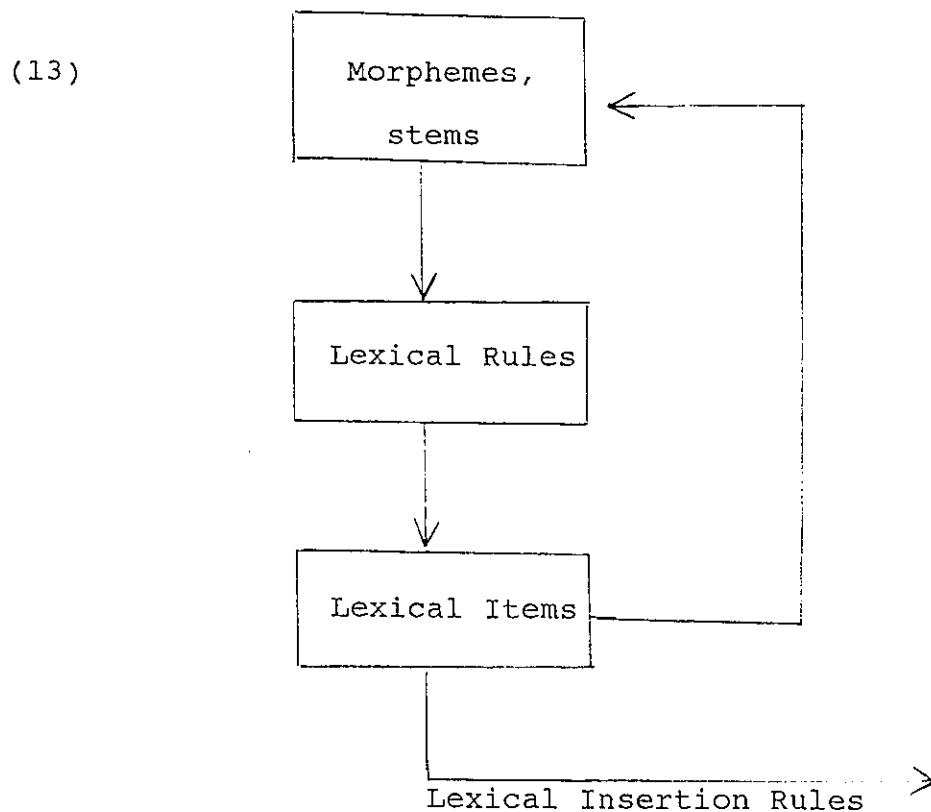 (13)
Morphemes,
stems
Lexical Rules
Lexical Items
Lexical Insertion Rules